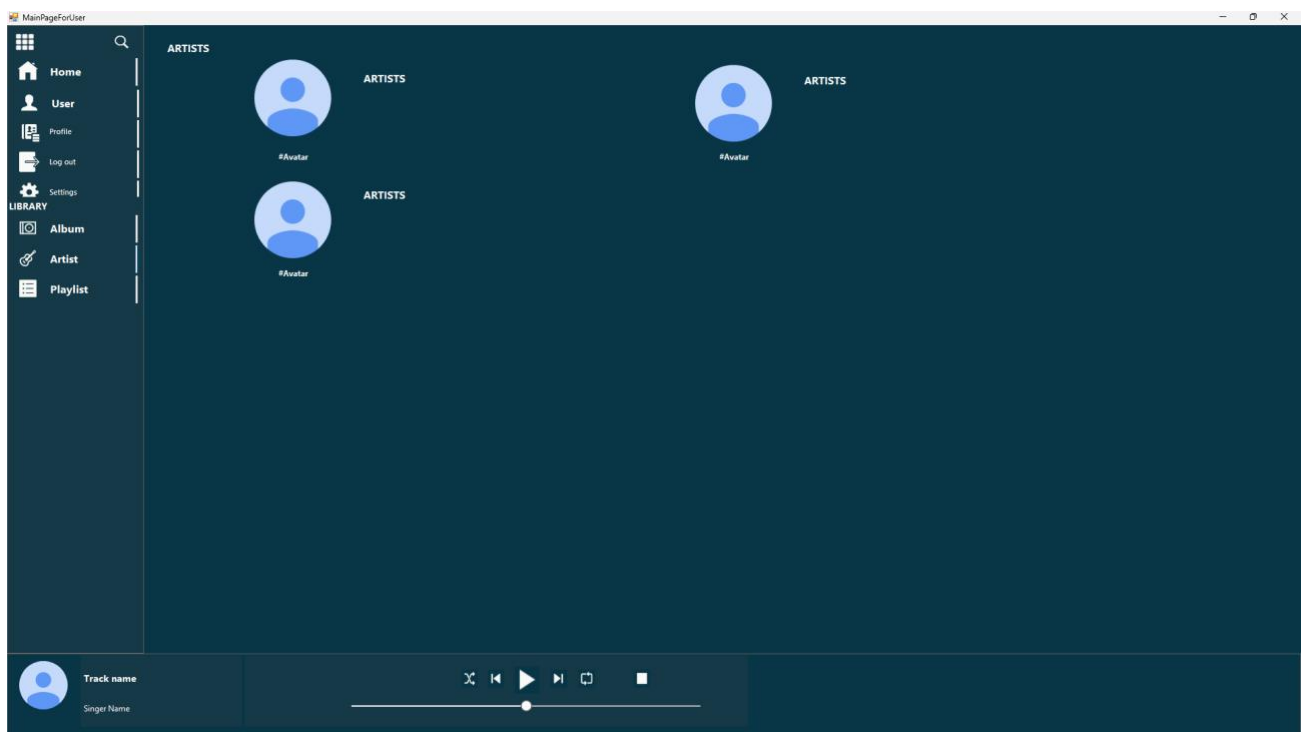 MainPageForUser
Home
User
Profile
Log out
Settings
LIBRARY
Album
Artist
Playlist
ARTISTS
ARTISTS
#Avatar
ARTISTS
#Avatar
ARTISTS
#Avatar
Track name
Singer Name